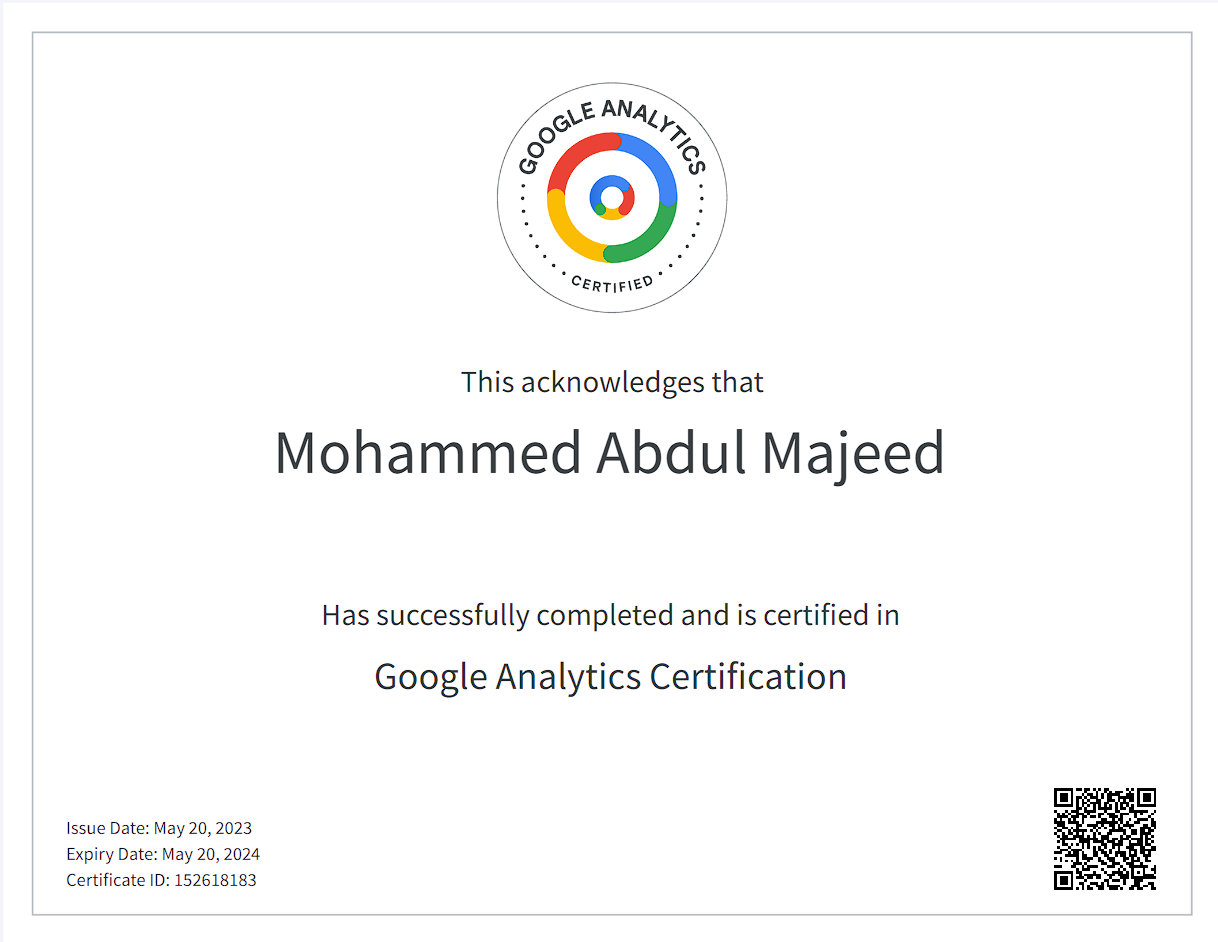 GOOGLE ANALYTICS
CERTIFIED
This acknowledges that
Mohammed Abdul Majeed
Has successfully completed and is certified in
Google Analytics Certification
Issue Date: May 20, 2023
Expiry Date: May 20, 2024
Certificate ID: 152618183